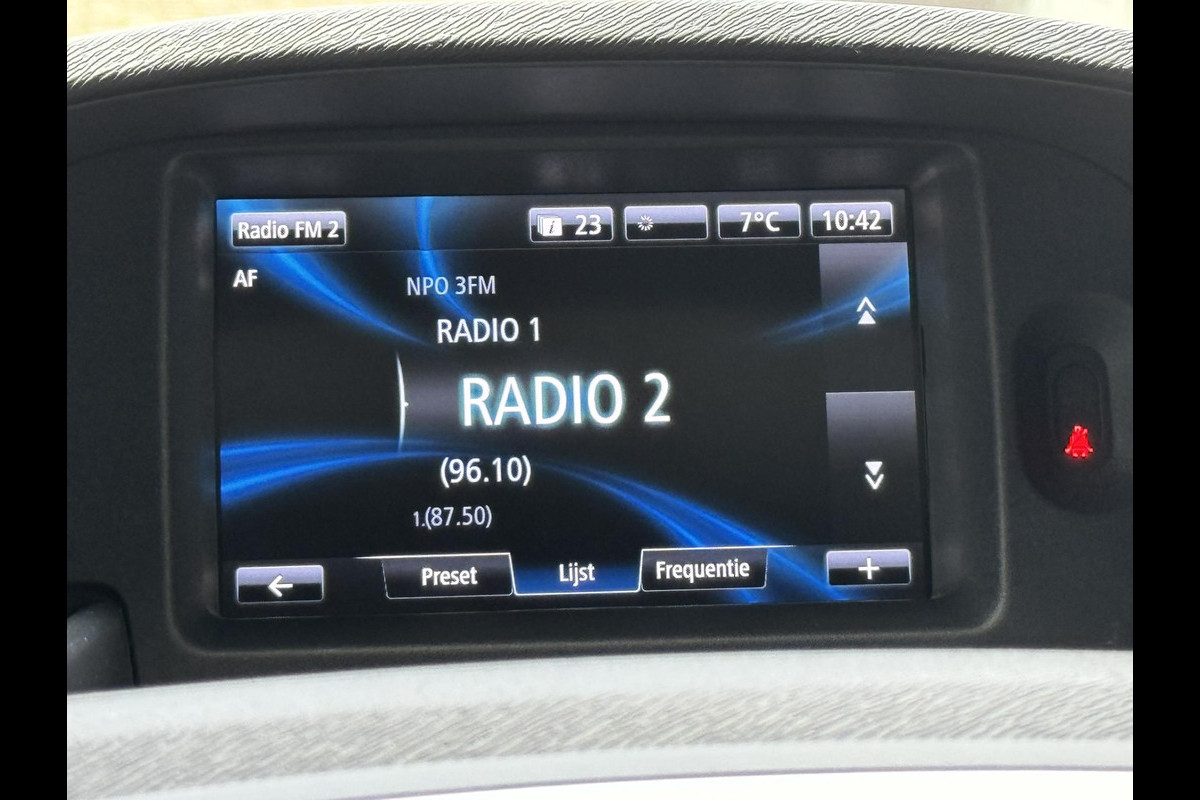 Radio FM 2 23 7°C 10:42
AF
NPO 3FM
RADIO 1
RADIO 2
(96.10)
1.(87.50)
Preset Lijst Frequentie